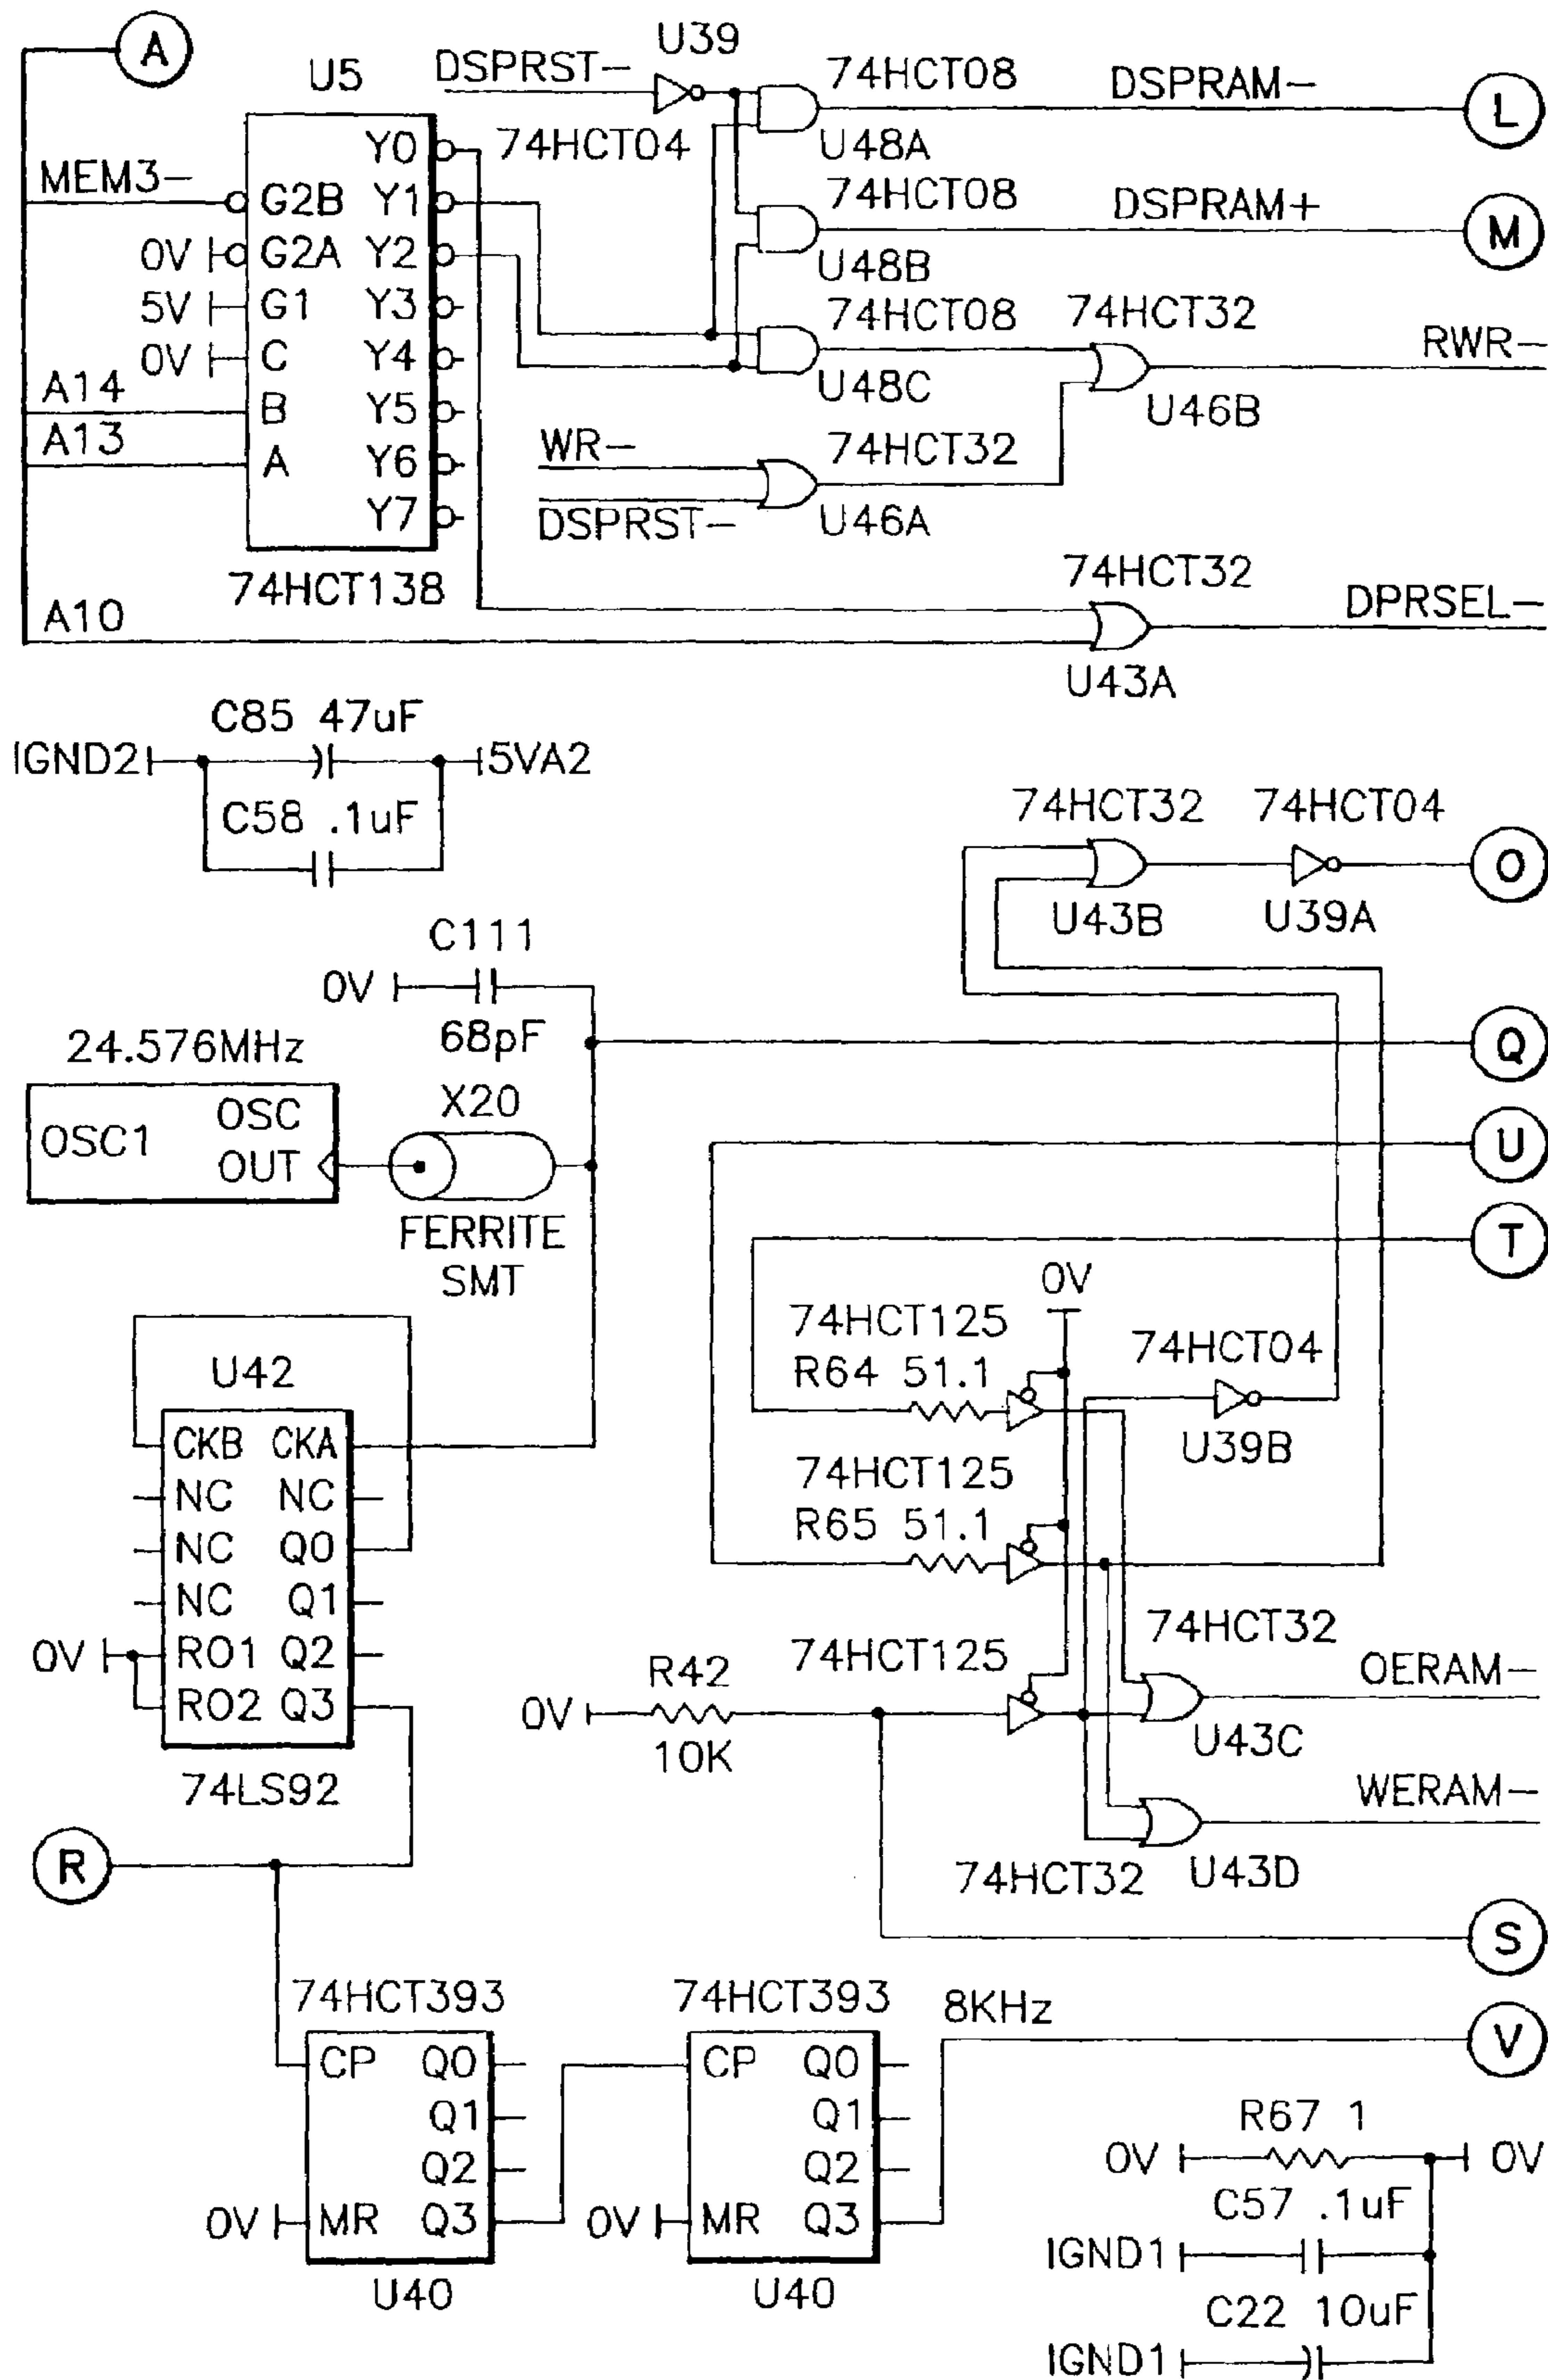 A
U39
DSPRST-
74HCT08
DSPRAM-
L
U5
Y0
74HCT04
U48A
MEM3-
G2B Y1
74HCT08
DSPRAM+
M
0V
G2A Y2
U48B
5V
G1 Y3
74HCT08
74HCT32
RWR-
0V
C Y4
U48C
A14
B Y5
U46B
A13
A Y6
WR-
74HCT32
Y7
DSPRST-
U46A
74HCT138
74HCT32
A10
DPRSEL-
U43A
C85 47uF
IGND2
5VA2
C58 .1uF
74HCT32
74HCT04
O
U43B
U39A
C111
0V
68pF
Q
24.576MHz
X20
OSC1
OSC
OUT
U
FERRITE
SMT
T
0V
74HCT125
74HCT04
U42
R64 51.1
CKB CKA
U39B
NC NC
74HCT125
NC Q0
R65 51.1
NC Q1
74HCT32
0V
RO1 Q2
R42
74HCT125
OERAM-
RO2 Q3
0V
10K
U43C
74LS92
WERAM-
R
74HCT32
U43D
S
74HCT393
74HCT393
8KHz
V
CP Q0
CP Q0
Q1
Q1
R67 1
Q2
Q2
0V
0V
0V
MR Q3
0V
MR Q3
C57 .1uF
IGND1
U40
U40
C22 10uF
IGND1